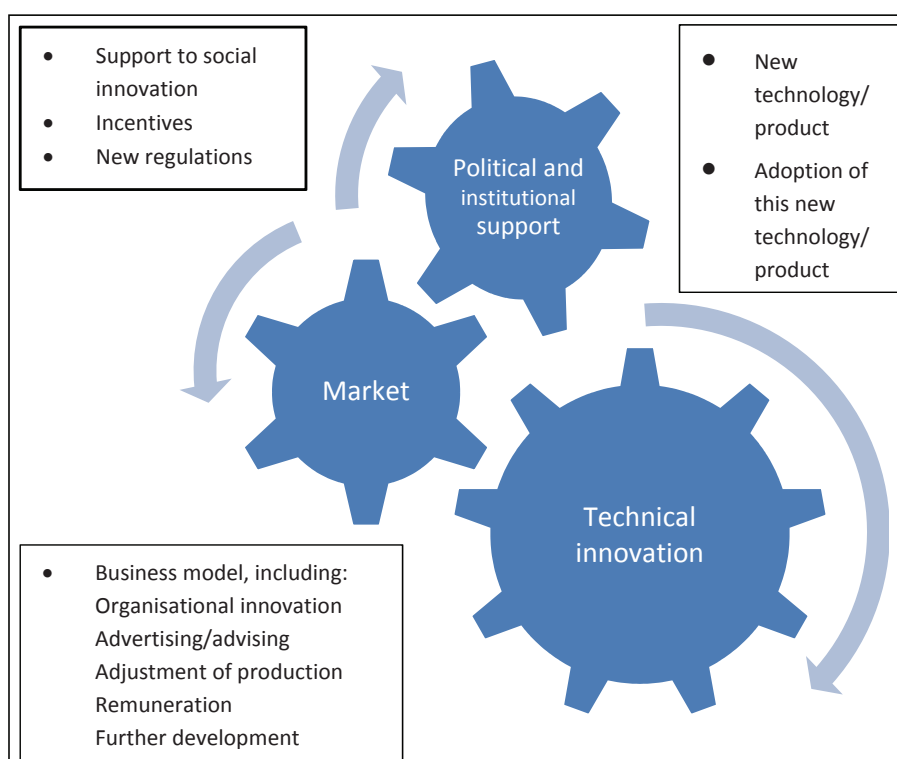 • Support to social
innovation
• Incentives
• New regulations
• New
technology/
product
• Adoption of
this new
technology/
product
Political and
institutional
support
Market
Technical
innovation
• Business model, including:
Organisational innovation
Advertising/advising
Adjustment of production
Remuneration
Further development